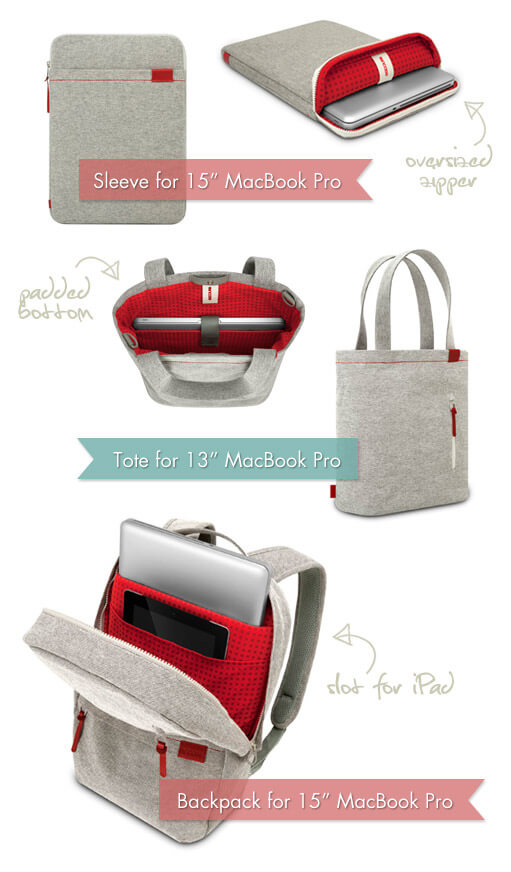 oversized
zipper
Sleeve for 15” MacBook Pro
padded
bottom
Tote for 13” MacBook Pro
slot for iPad
Backpack for 15” MacBook Pro